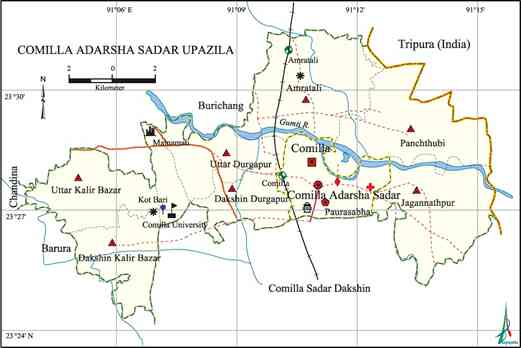 91°06' E
91°09'
91°12'
91°15'
COMILLA ADARSHA SADAR UPAZILA
2 0 2
Kilometer
N
Tripura (India)
Amratali
Amratali
23°30'
Burichang
Gumti R.
Mainamati
Comilla
Panchthubi
Uttar Durgapur
Chandina
Uttar Kalir Bazar
Comilla
Kot Bari
Dakshin Durgapur
Comilla Adarsha Sadar
Jagannathpur
Paurasabha
23°27'
Comilla University
Barura
Dakshin Kalir Bazar
Comilla Sadar Dakshin
23°24' N